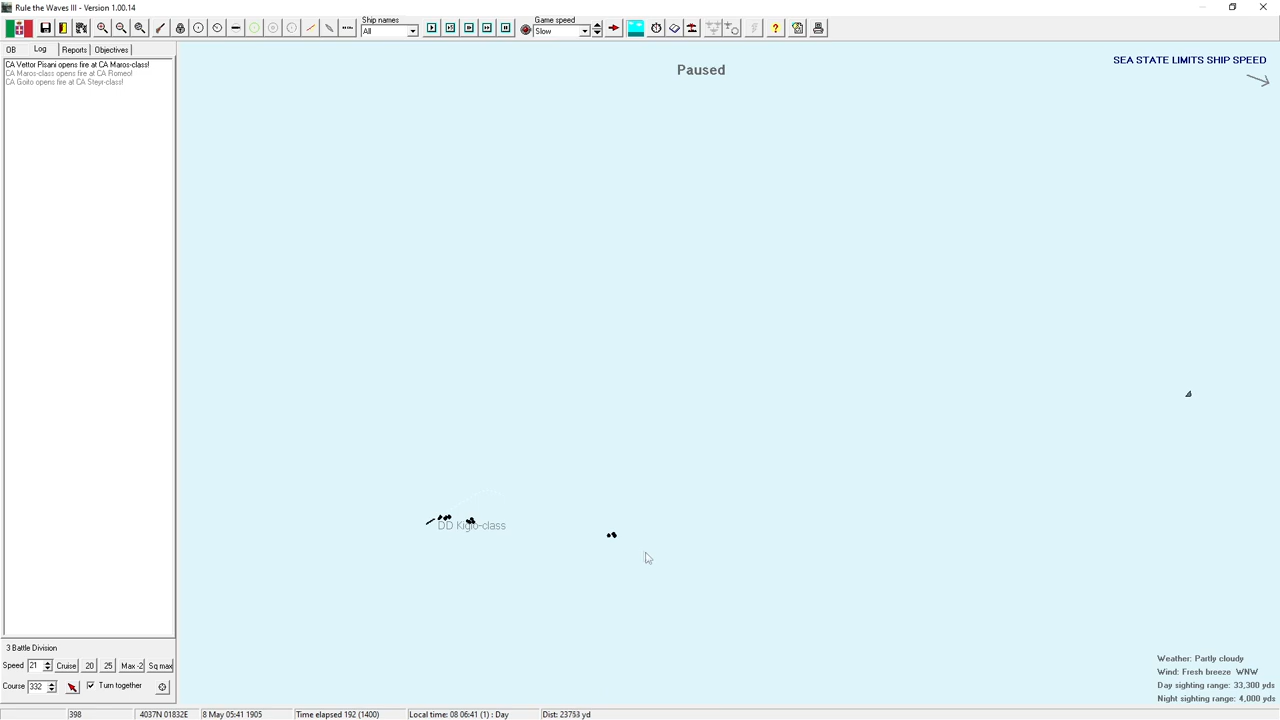 Rule the Waves III - Version 1.00.14
Ship names
All
Game speed
Slow
OB Log Reports Objectives
CA Vettor Pisani opens fire at CA Maros-class!
CA Maros-class opens fire at CA Romeo!
CA Goito opens fire at CA Steyr-class!
Paused
SEA STATE LIMITS SHIP SPEED
DD Kiglo-class
3 Battle Division
Speed 21 Cruise 20 25 Max -2 Sq max
Course 332 Turn together
Weather: Partly cloudy
Wind: Fresh breeze WNW
Day sighting range: 33,300 yds
Night sighting range: 4,000 yds
398 4037N 01832E 8 May 05:41 1905 Time elapsed 192 (1400) Local time: 08 06:41 (1) : Day Dist: 23753 yd